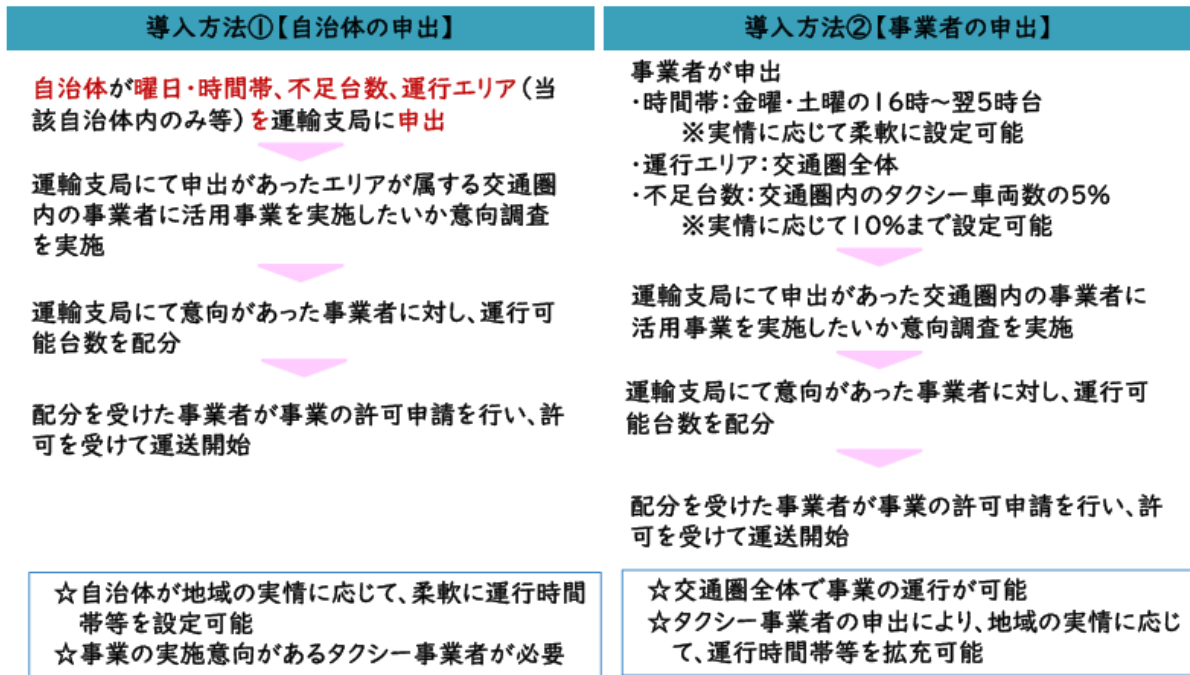 導入方法①【自治体の申出】
自治体が曜日・時間帯、不足台数、運行エリア（当
該自治体内のみ等）を運輸支局に申出
運輸支局にて申出があったエリアが属する交通圏
内の事業者に活用事業を実施したいか意向調査
を実施
運輸支局にて意向があった事業者に対し、運行可
能台数を配分
配分を受けた事業者が事業の許可申請を行い、許
可を受けて運送開始
☆自治体が地域の実情に応じて、柔軟に運行時間
帯等を設定可能
☆事業の実施意向があるタクシー事業者が必要
導入方法②【事業者の申出】
事業者が申出
・時間帯：金曜・土曜の16時～翌5時台
※実情に応じて柔軟に設定可能
・運行エリア：交通圏全体
・不足台数：交通圏内のタクシー車両数の5%
※実情に応じて10%まで設定可能
運輸支局にて申出があった交通圏内の事業者に
活用事業を実施したいか意向調査を実施
運輸支局にて意向があった事業者に対し、運行可
能台数を配分
配分を受けた事業者が事業の許可申請を行い、許
可を受けて運送開始
☆交通圏全体で事業の運行が可能
☆タクシー事業者の申出により、地域の実情に応じ
て、運行時間帯等を拡充可能